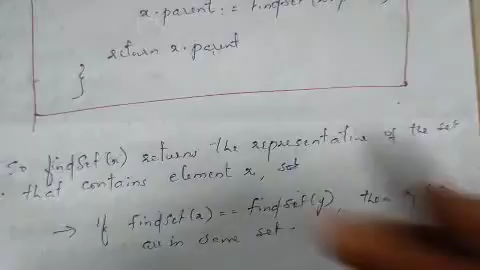 x.parent := findset(x.p
return x.parent
}
So findset(x) returns the representative of the set
that contains element x, set
→ If findset(x) == findset(y), then
are in same set.